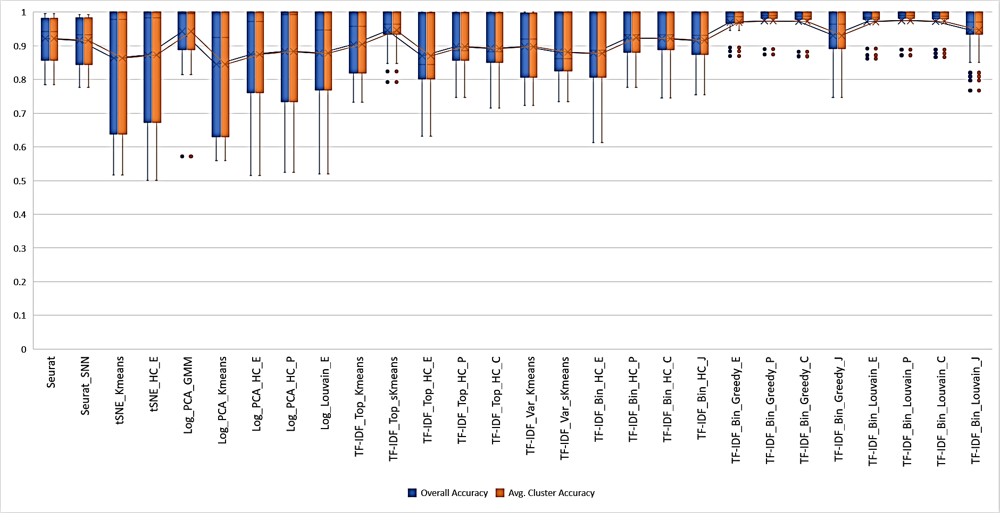 1
0.9
0.8
0.7
0.6
0.5
0.4
0.3
0.2
0.1
0
Seurat
Seurat_SNN
tSNE_Kmeans
tSNE_HC_E
Log_PCA_GMM
Log_PCA_Kmeans
Log_PCA_HC_E
Log_PCA_HC_P
Log_Louvain_E
TF-IDF_Top_Kmeans
TF-IDF_Top_sKmeans
TF-IDF_Top_HC_E
TF-IDF_Top_HC_P
TF-IDF_Top_HC_C
TF-IDF_Var_Kmeans
TF-IDF_Var_sKmeans
TF-IDF_Bin_HC_E
TF-IDF_Bin_HC_P
TF-IDF_Bin_HC_C
TF-IDF_Bin_HC_J
TF-IDF_Bin_Greedy_E
TF-IDF_Bin_Greedy_P
TF-IDF_Bin_Greedy_C
TF-IDF_Bin_Greedy_J
TF-IDF_Bin_Louvain_E
TF-IDF_Bin_Louvain_P
TF-IDF_Bin_Louvain_C
TF-IDF_Bin_Louvain_J
Overall Accuracy
Avg. Cluster Accuracy